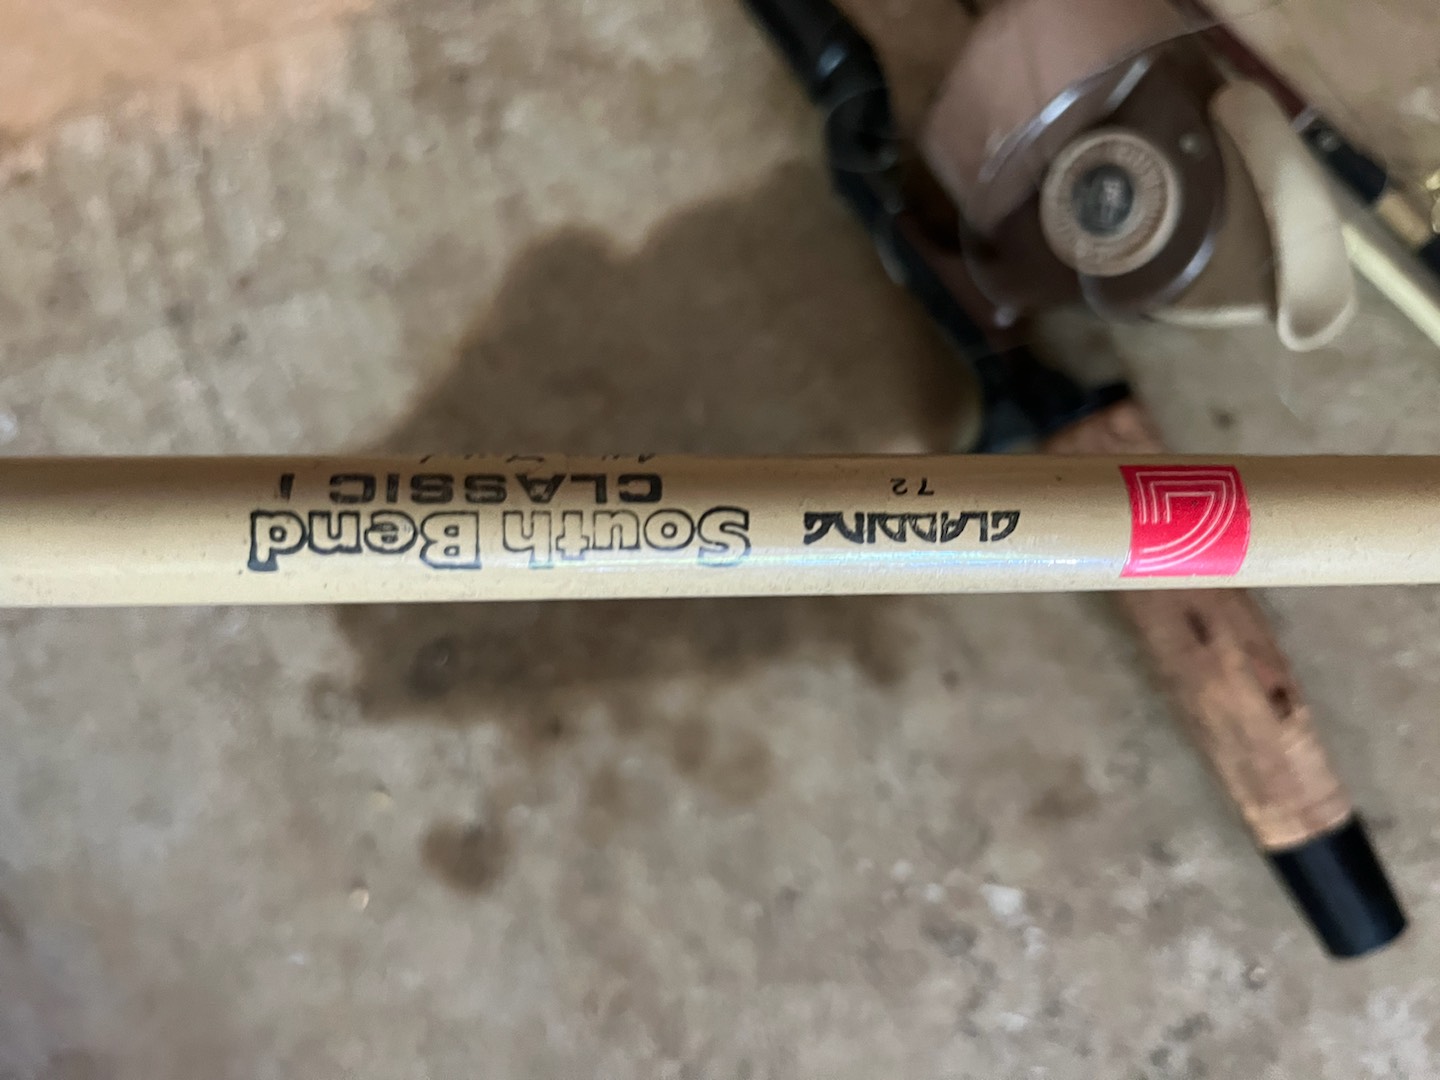 GLADDING
72
South Bend
CLASSIC I